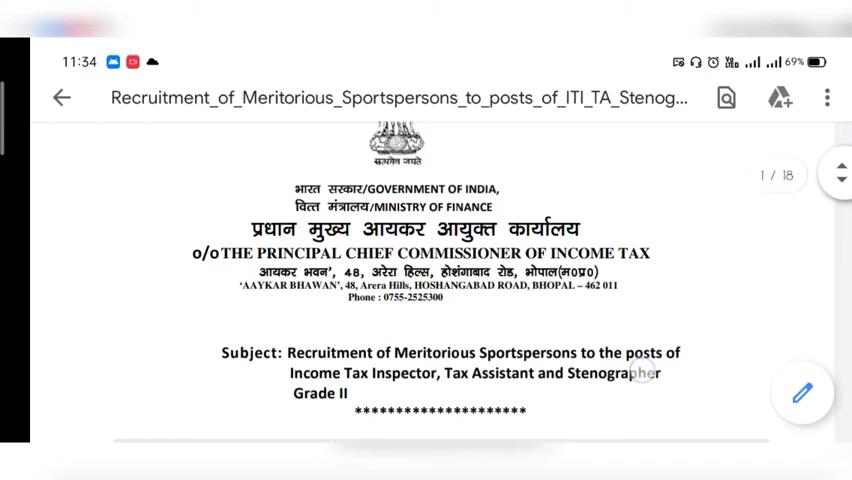 11:34
69%
Recruitment_of_Meritorious_Sportspersons_to_posts_of_ITI_TA_Stenog...
सत्यमेव जयते
1 / 18
भारत सरकार/GOVERNMENT OF INDIA,
वित्त मंत्रालय/MINISTRY OF FINANCE
प्रधान मुख्य आयकर आयुक्त कार्यालय
o/o THE PRINCIPAL CHIEF COMMISSIONER OF INCOME TAX
आयकर भवन', 48, अरेरा हिल्स, होशंगाबाद रोड, भोपाल(म0प्र0)
'AAYKAR BHAWAN', 48, Arera Hills, HOSHANGABAD ROAD, BHOPAL – 462 011
Phone : 0755-2525300
Subject: Recruitment of Meritorious Sportspersons to the posts of
Income Tax Inspector, Tax Assistant and Stenographer
Grade II
*********************